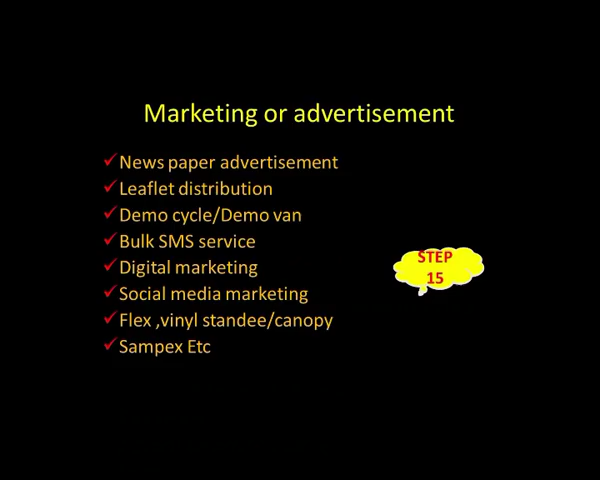 Marketing or advertisement
News paper advertisement
Leaflet distribution
Demo cycle/Demo van
Bulk SMS service
Digital marketing
Social media marketing
Flex ,vinyl standee/canopy
Sampex Etc
STEP
15